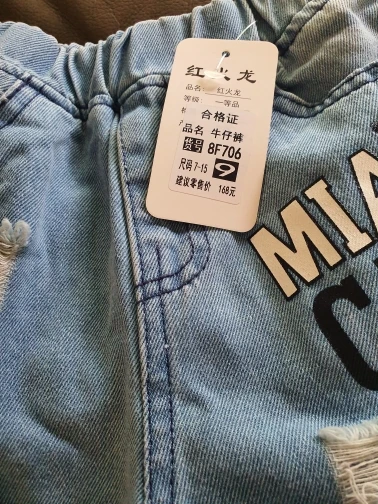 红火龙
品名: 红火龙
等级: 一等品
合格证
品名 牛仔裤
货号 8F706
尺码 7-15 9
建议零售价 168元
MIA
C